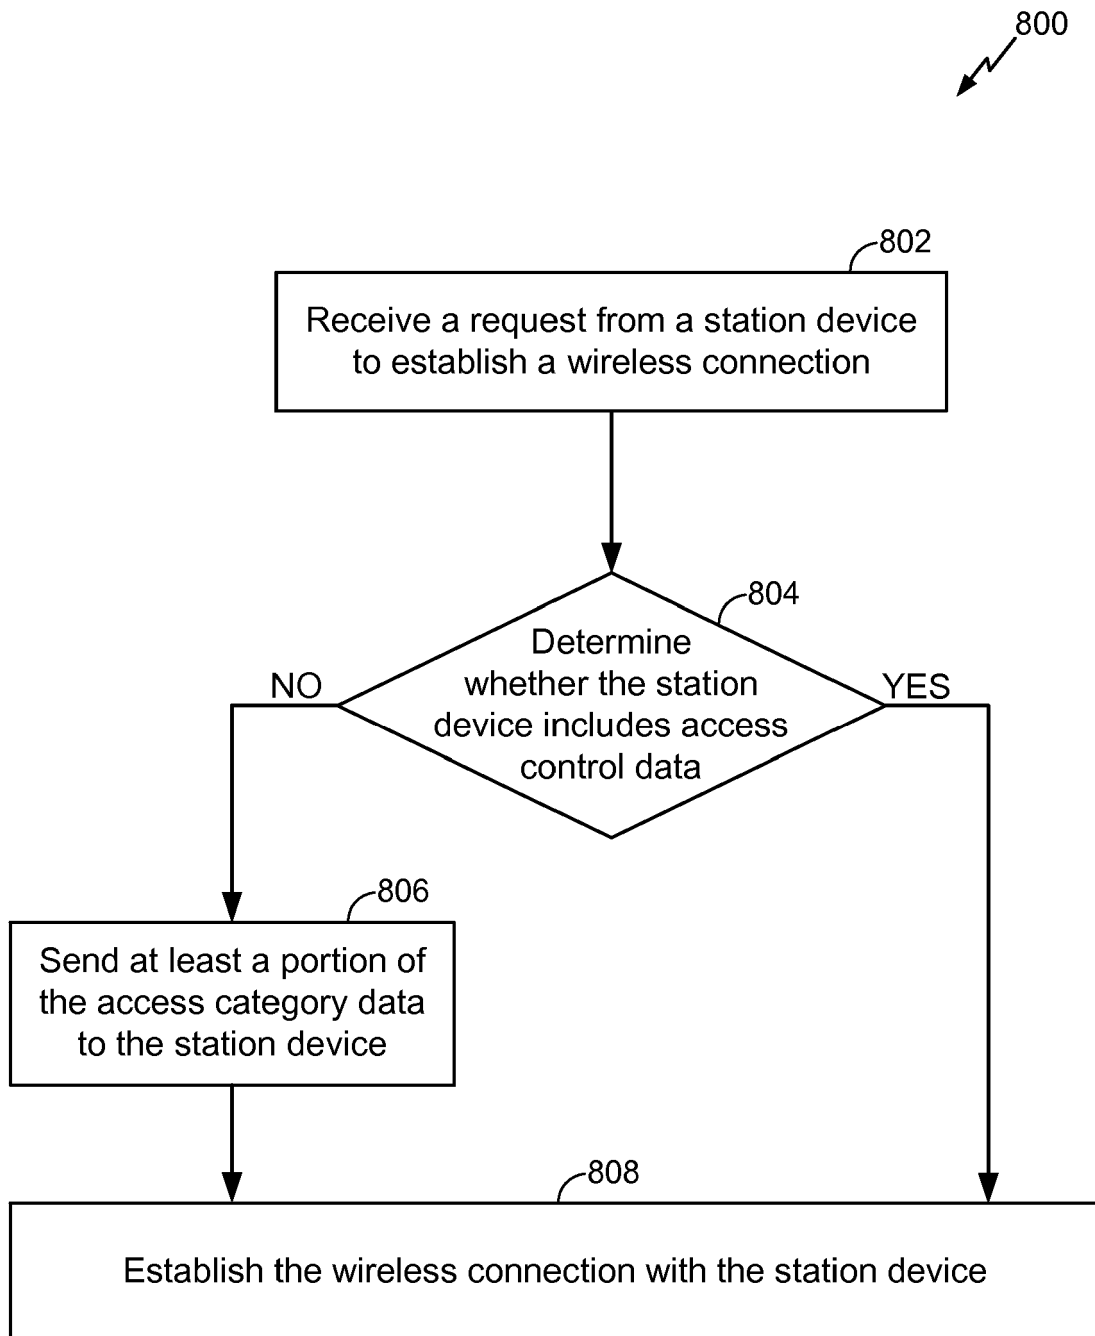 800
802
Receive a request from a station device
to establish a wireless connection
804
Determine
whether the station
device includes access
control data
NO
YES
806
Send at least a portion of
the access category data
to the station device
808
Establish the wireless connection with the station device